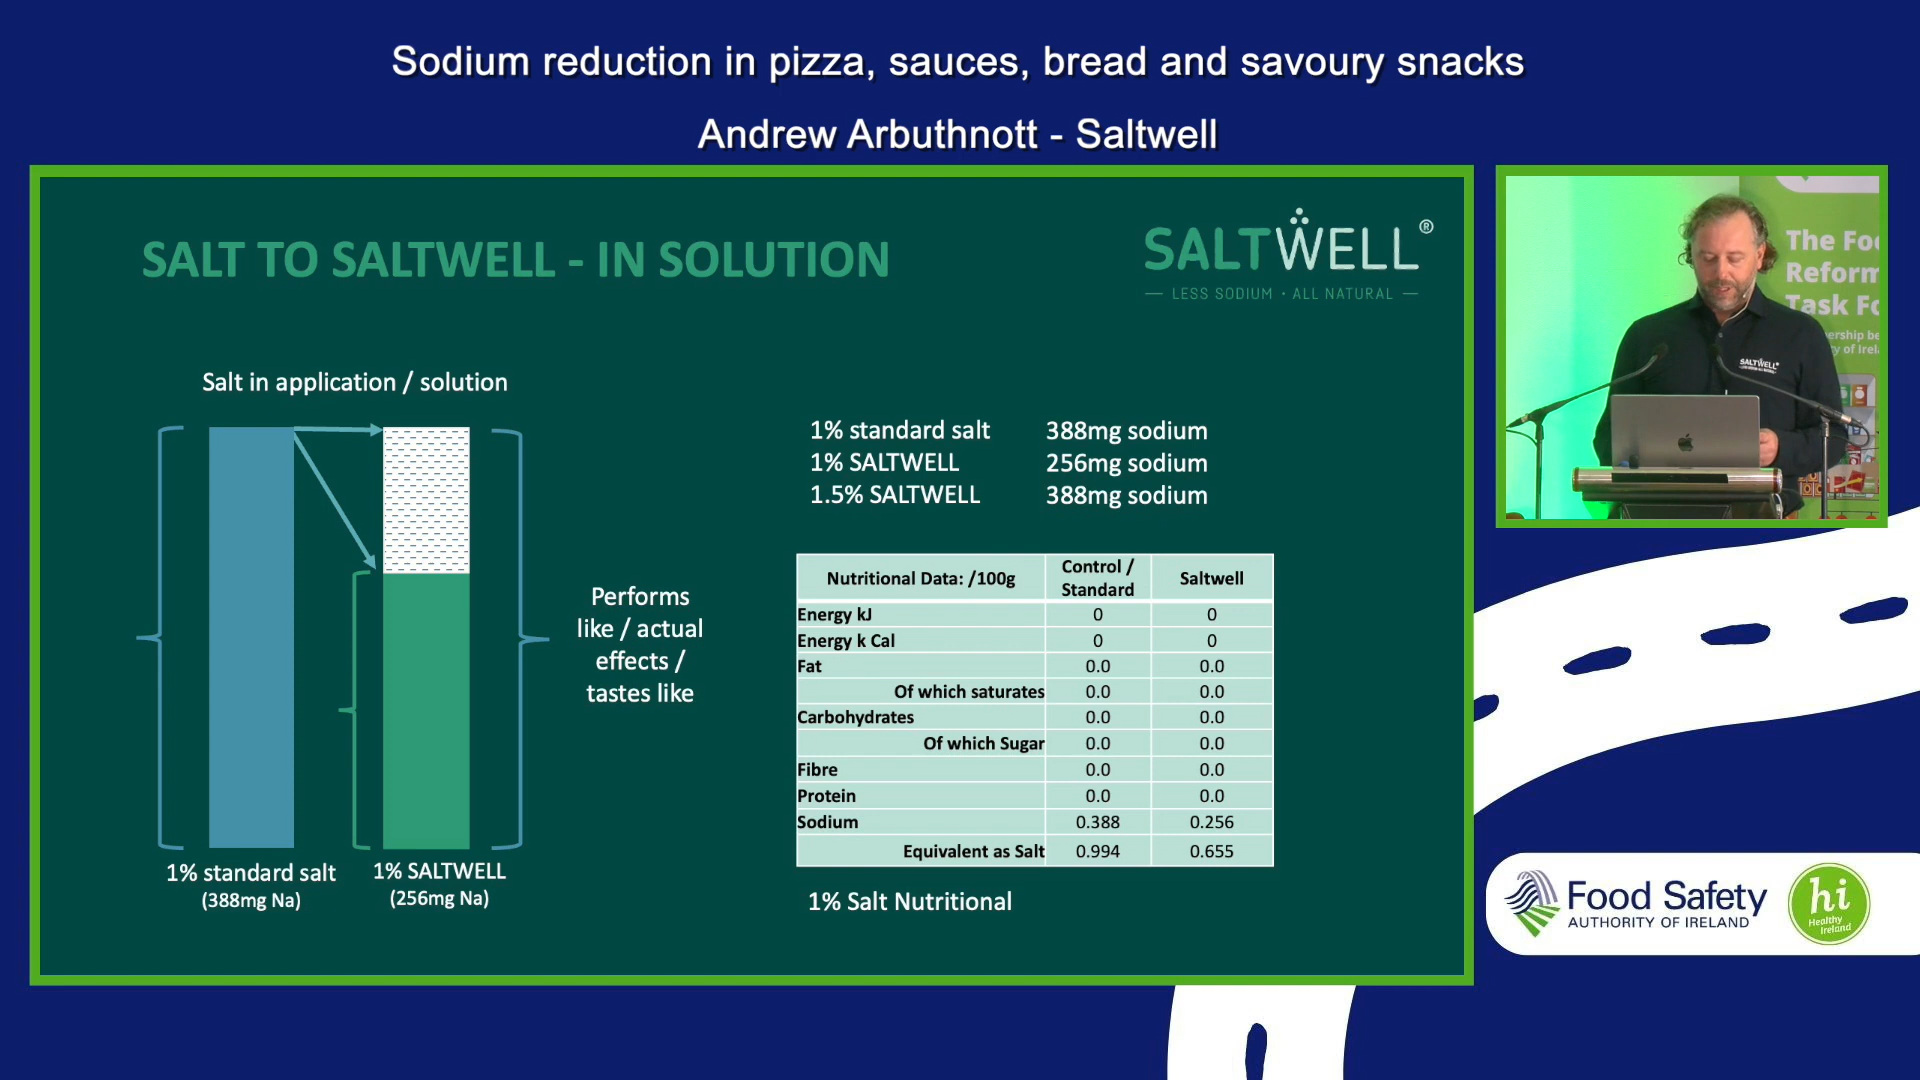 Sodium reduction in pizza, sauces, bread and savoury snacks
Andrew Arbuthnott - Saltwell
SALT TO SALTWELL - IN SOLUTION
SALTWELL®
LESS SODIUM · ALL NATURAL
Salt in application / solution
1% standard salt
(388mg Na)
1% SALTWELL
(256mg Na)
Performs
like / actual
effects /
tastes like
1% standard salt 388mg sodium
1% SALTWELL 256mg sodium
1.5% SALTWELL 388mg sodium
Nutritional Data: /100g Control / Standard Saltwell
Energy kJ 0 0
Energy k Cal 0 0
Fat 0.0 0.0
Of which saturates 0.0 0.0
Carbohydrates 0.0 0.0
Of which Sugar 0.0 0.0
Fibre 0.0 0.0
Protein 0.0 0.0
Sodium 0.388 0.256
Equivalent as Salt 0.994 0.655
1% Salt Nutritional
The Foo
Reform
Task Fo
ership be
y of Irel
SALTWELL
Food Safety
AUTHORITY OF IRELAND
hi
Healthy
Ireland